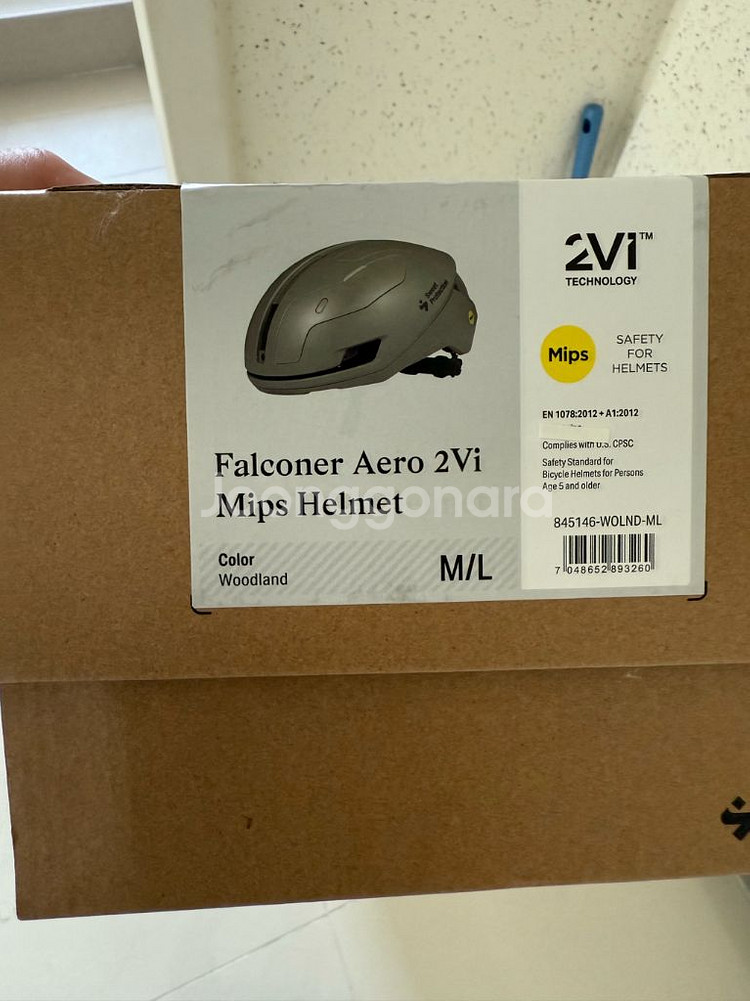 2Vi™
TECHNOLOGY
Sweet
Protection
Mips
SAFETY
FOR
HELMETS
EN 1078:2012 + A1:2012
Complies with U.S. CPSC
Safety Standard for
Bicycle Helmets for Persons
Age 5 and older
Falconer Aero 2Vi
Mips Helmet
Joonggonara
845146-WOLND-ML
Color
Woodland
M/L
7 048652 893260